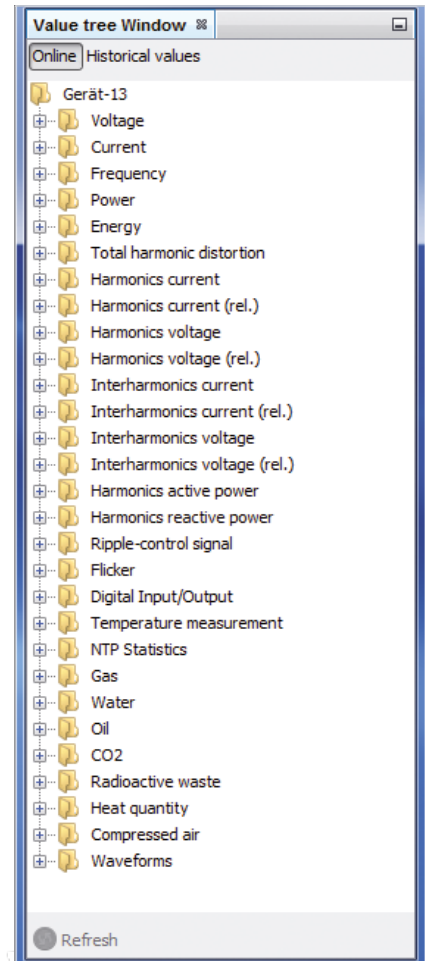 Value tree Window
Online Historical values
Gerät-13
Voltage
Current
Frequency
Power
Energy
Total harmonic distortion
Harmonics current
Harmonics current (rel.)
Harmonics voltage
Harmonics voltage (rel.)
Interharmonics current
Interharmonics current (rel.)
Interharmonics voltage
Interharmonics voltage (rel.)
Harmonics active power
Harmonics reactive power
Ripple-control signal
Flicker
Digital Input/Output
Temperature measurement
NTP Statistics
Gas
Water
Oil
CO2
Radioactive waste
Heat quantity
Compressed air
Waveforms
Refresh